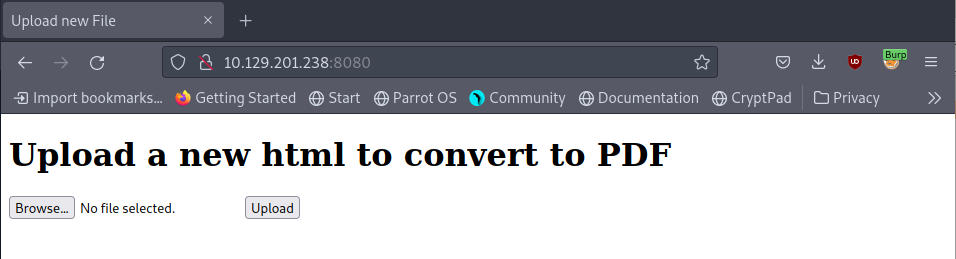 Upload new File
10.129.201.238:8080
Burp
Import bookmarks... Getting Started Start Parrot OS Community Documentation CryptPad Privacy
Upload a new html to convert to PDF
Browse... No file selected. Upload